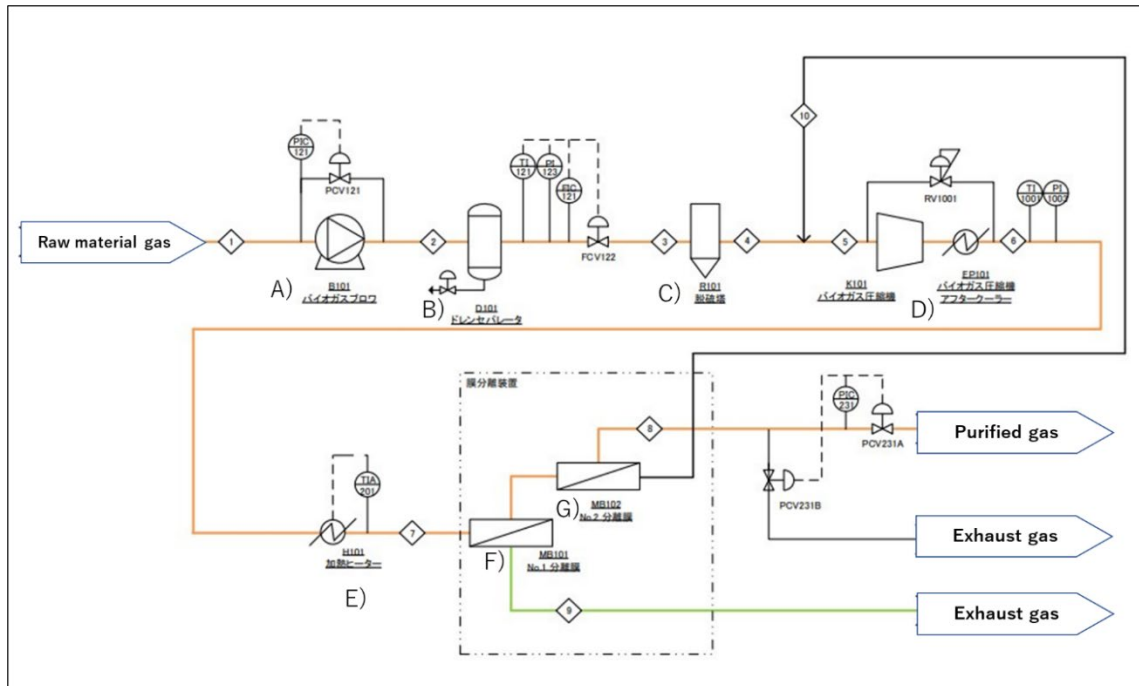 10
PIC
121
PCV121
TI
121
PI
123
FIC
121
FCV122
RV1001
TI
1001
PI
1002
Raw material gas
1
2
3
4
5
6
A)
B101
バイオガスブロワ
B)
D101
ドレンセパレータ
C)
R101
脱硫塔
K101
バイオガス圧縮機
D)
EP101
バイオガス圧縮機
アフタークーラー
膜分離装置
PIC
231
8
PCV231A
Purified gas
TIA
201
G)
MB102
No.2 分離膜
PCV231B
7
Exhaust gas
H101
加熱ヒーター
F)
MB101
No.1 分離膜
E)
9
Exhaust gas